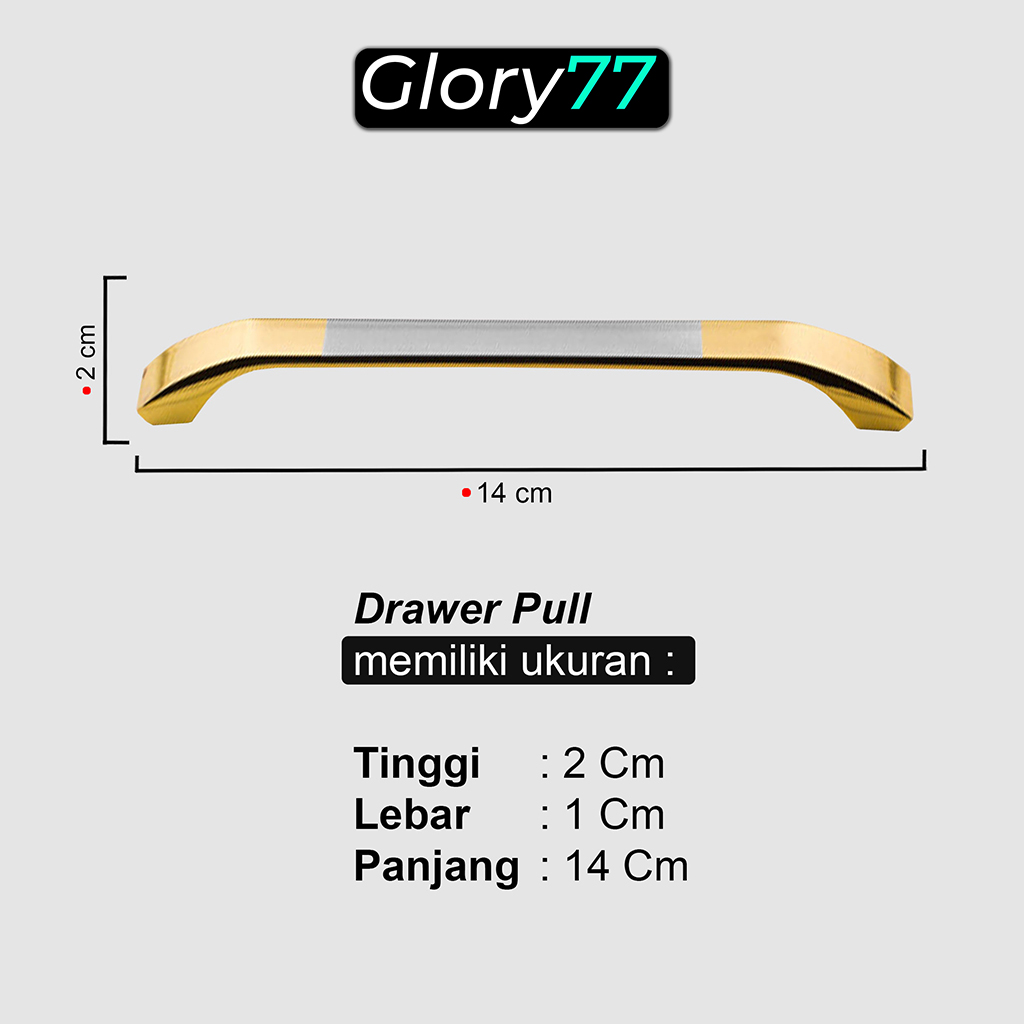 Glory77
• 2 cm
• 14 cm
Drawer Pull
memiliki ukuran :
Tinggi : 2 Cm
Lebar : 1 Cm
Panjang : 14 Cm